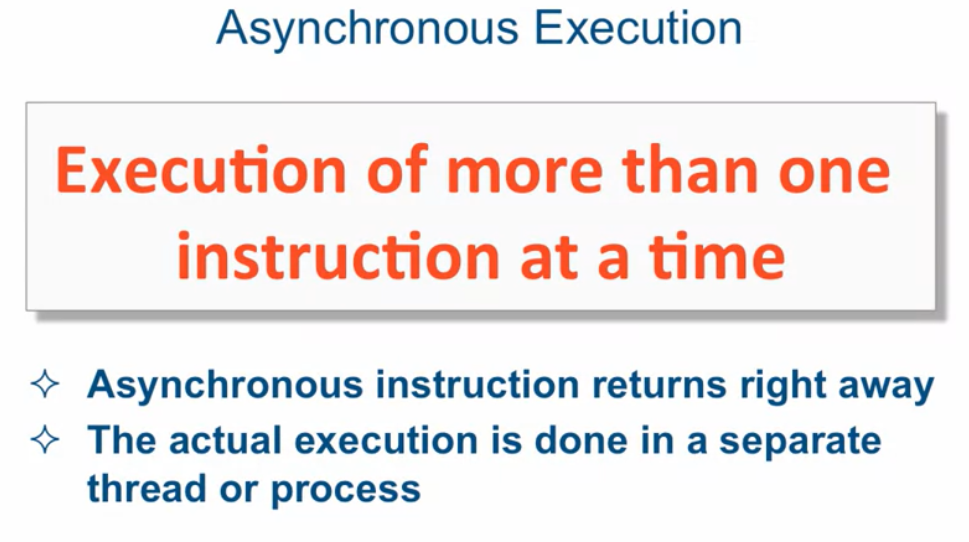 Asynchronous Execution
Execution of more than one
instruction at a time
✧ Asynchronous instruction returns right away
✧ The actual execution is done in a separate
thread or process